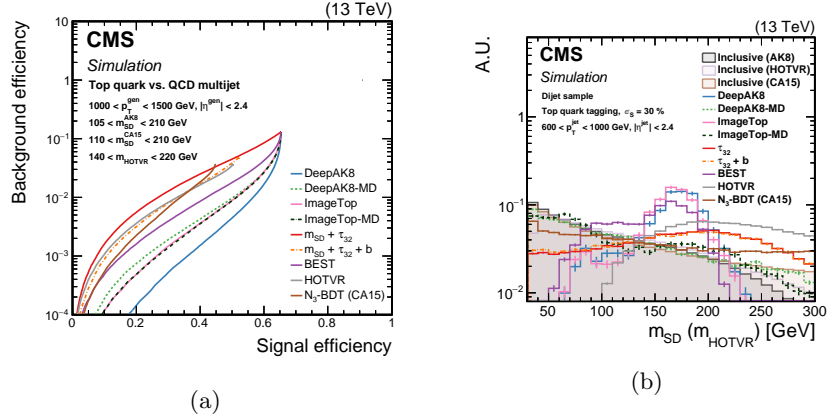 (13 TeV)
CMS
Simulation
Top quark vs. QCD multijet
1000 < p_T^gen < 1500 GeV, |η^gen| < 2.4
105 < m_SD^AK8 < 210 GeV
110 < m_SD^CA15 < 210 GeV
140 < m_HOTVR < 220 GeV
Background efficiency
10
1
10⁻¹
10⁻²
10⁻³
10⁻⁴
DeepAK8
DeepAK8-MD
ImageTop
ImageTop-MD
m_SD + τ_32
m_SD + τ_32 + b
BEST
HOTVR
N_3-BDT (CA15)
0 0.2 0.4 0.6 0.8 1
Signal efficiency
(a)
(13 TeV)
CMS
Simulation
Dijet sample
Top quark tagging, ε_S = 30 %
600 < p_T^jet < 1000 GeV, |η^jet| < 2.4
A.U.
1
10⁻¹
10⁻²
Inclusive (AK8)
Inclusive (HOTVR)
Inclusive (CA15)
DeepAK8
DeepAK8-MD
ImageTop
ImageTop-MD
τ_32
τ_32 + b
BEST
HOTVR
N_3-BDT (CA15)
50 100 150 200 250 300
m_SD (m_HOTVR) [GeV]
(b)